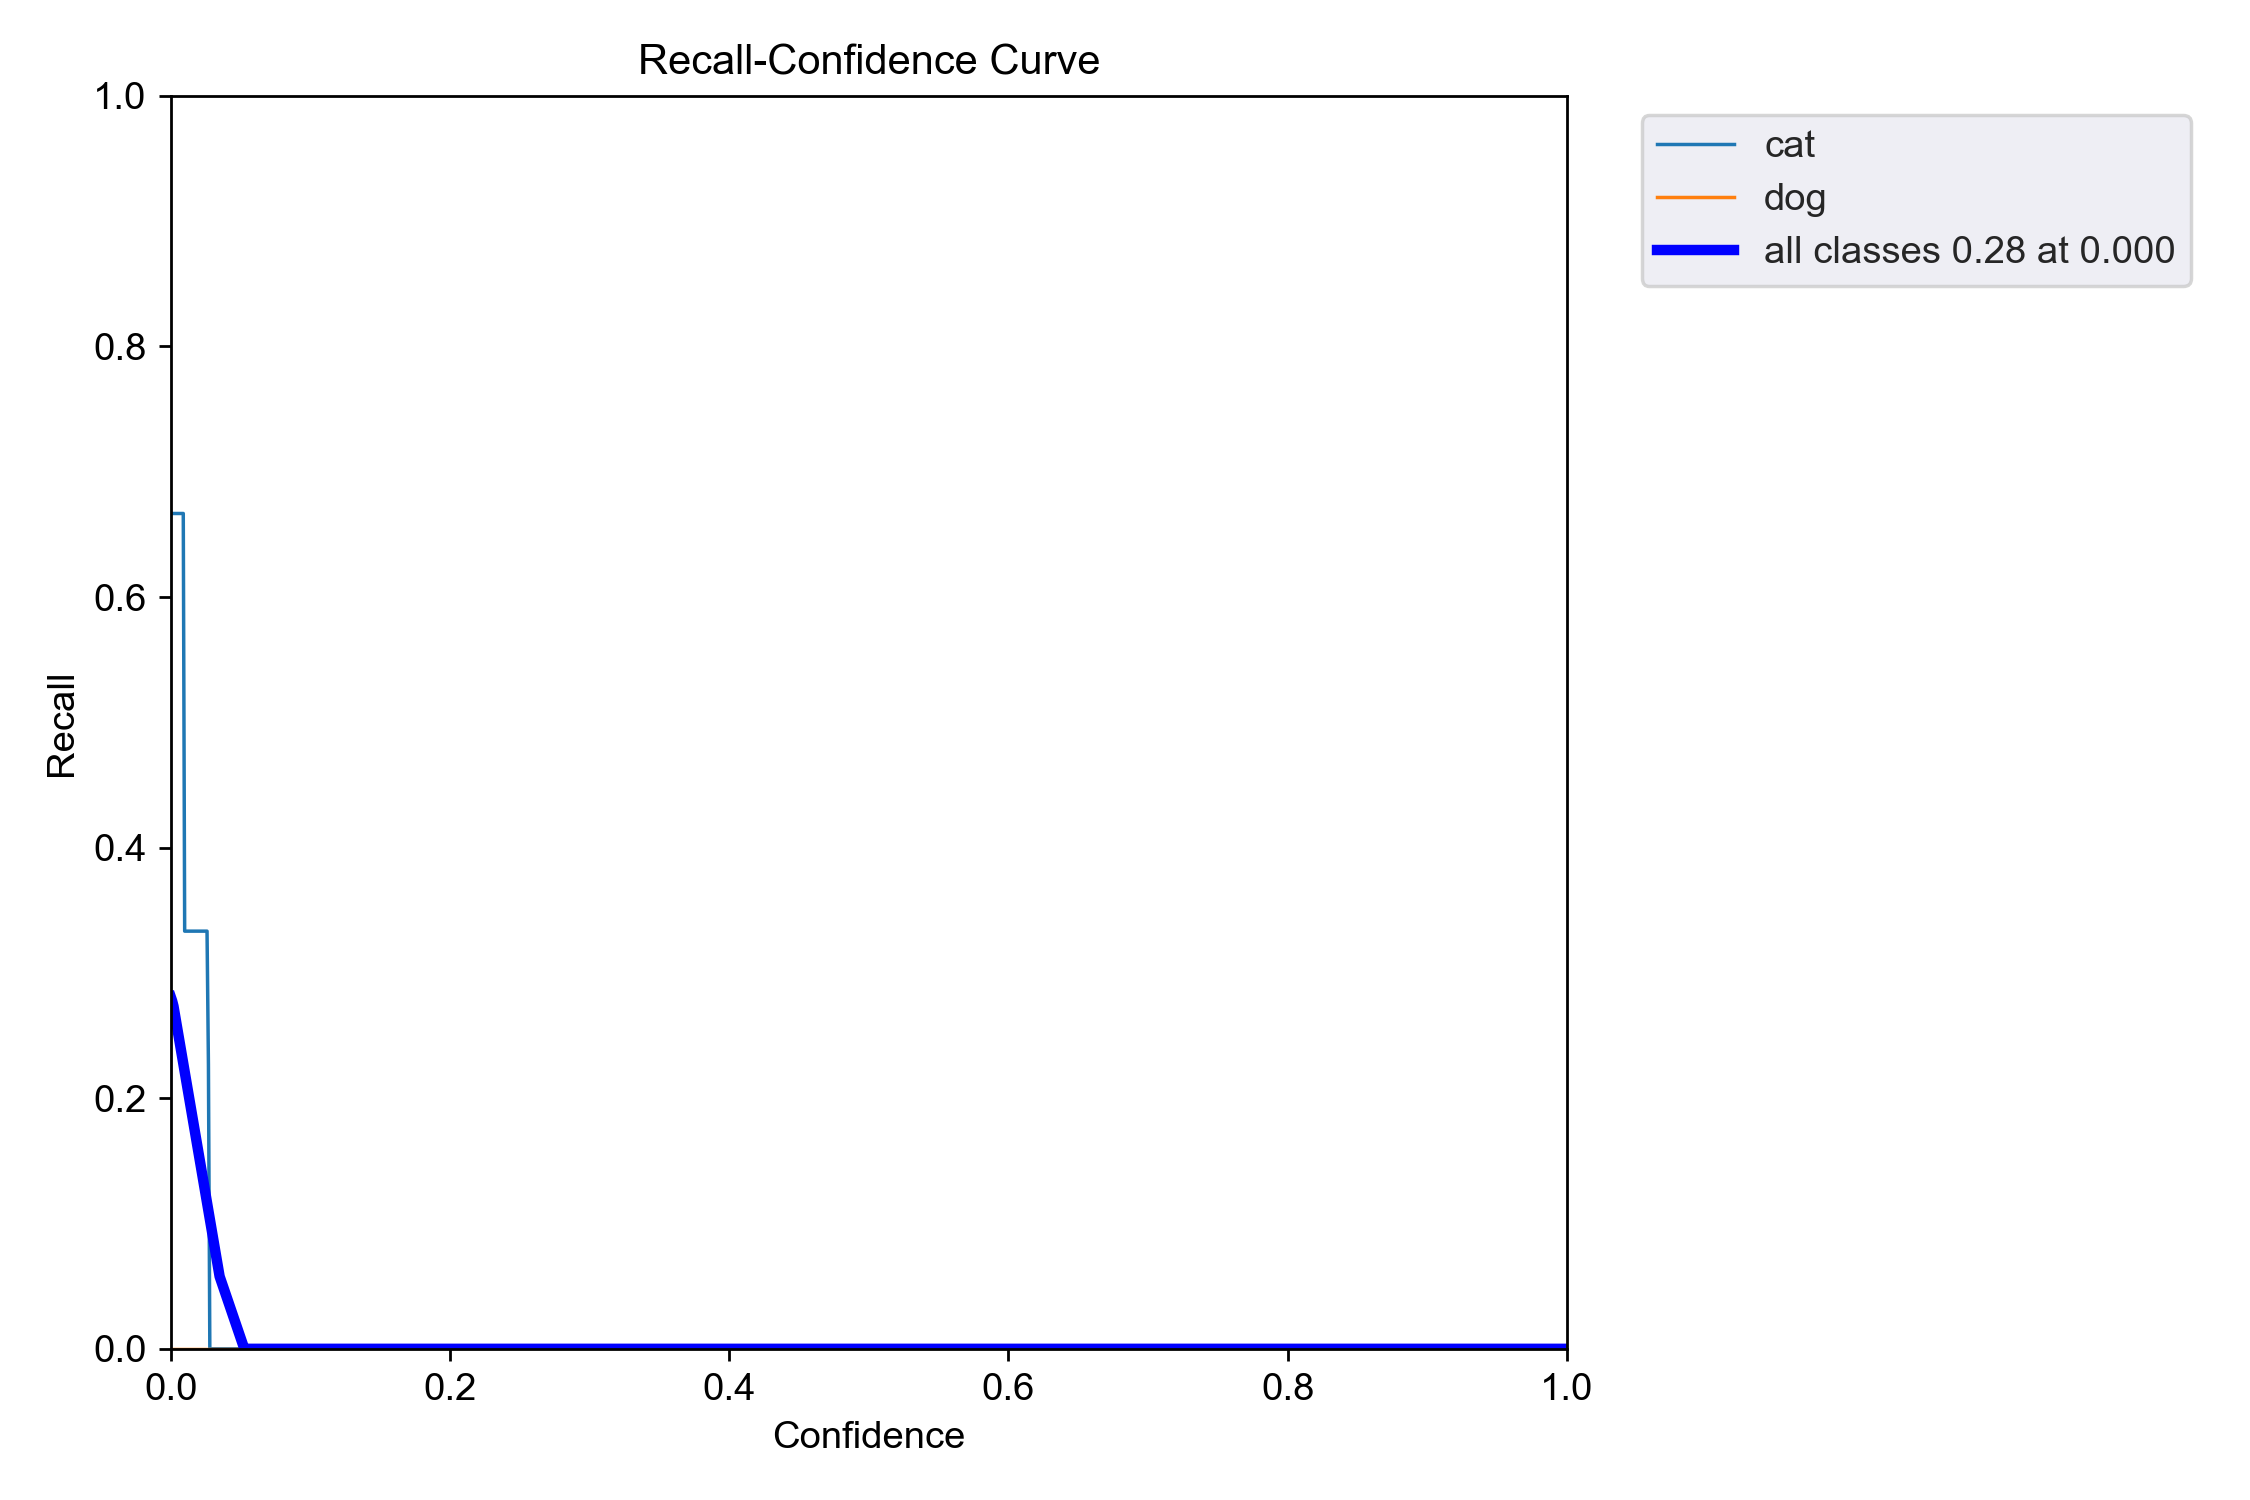 Recall-Confidence Curve
1.0
0.8
0.6
0.4
0.2
0.0
Recall
0.0 0.2 0.4 0.6 0.8 1.0
Confidence
cat
dog
all classes 0.28 at 0.000